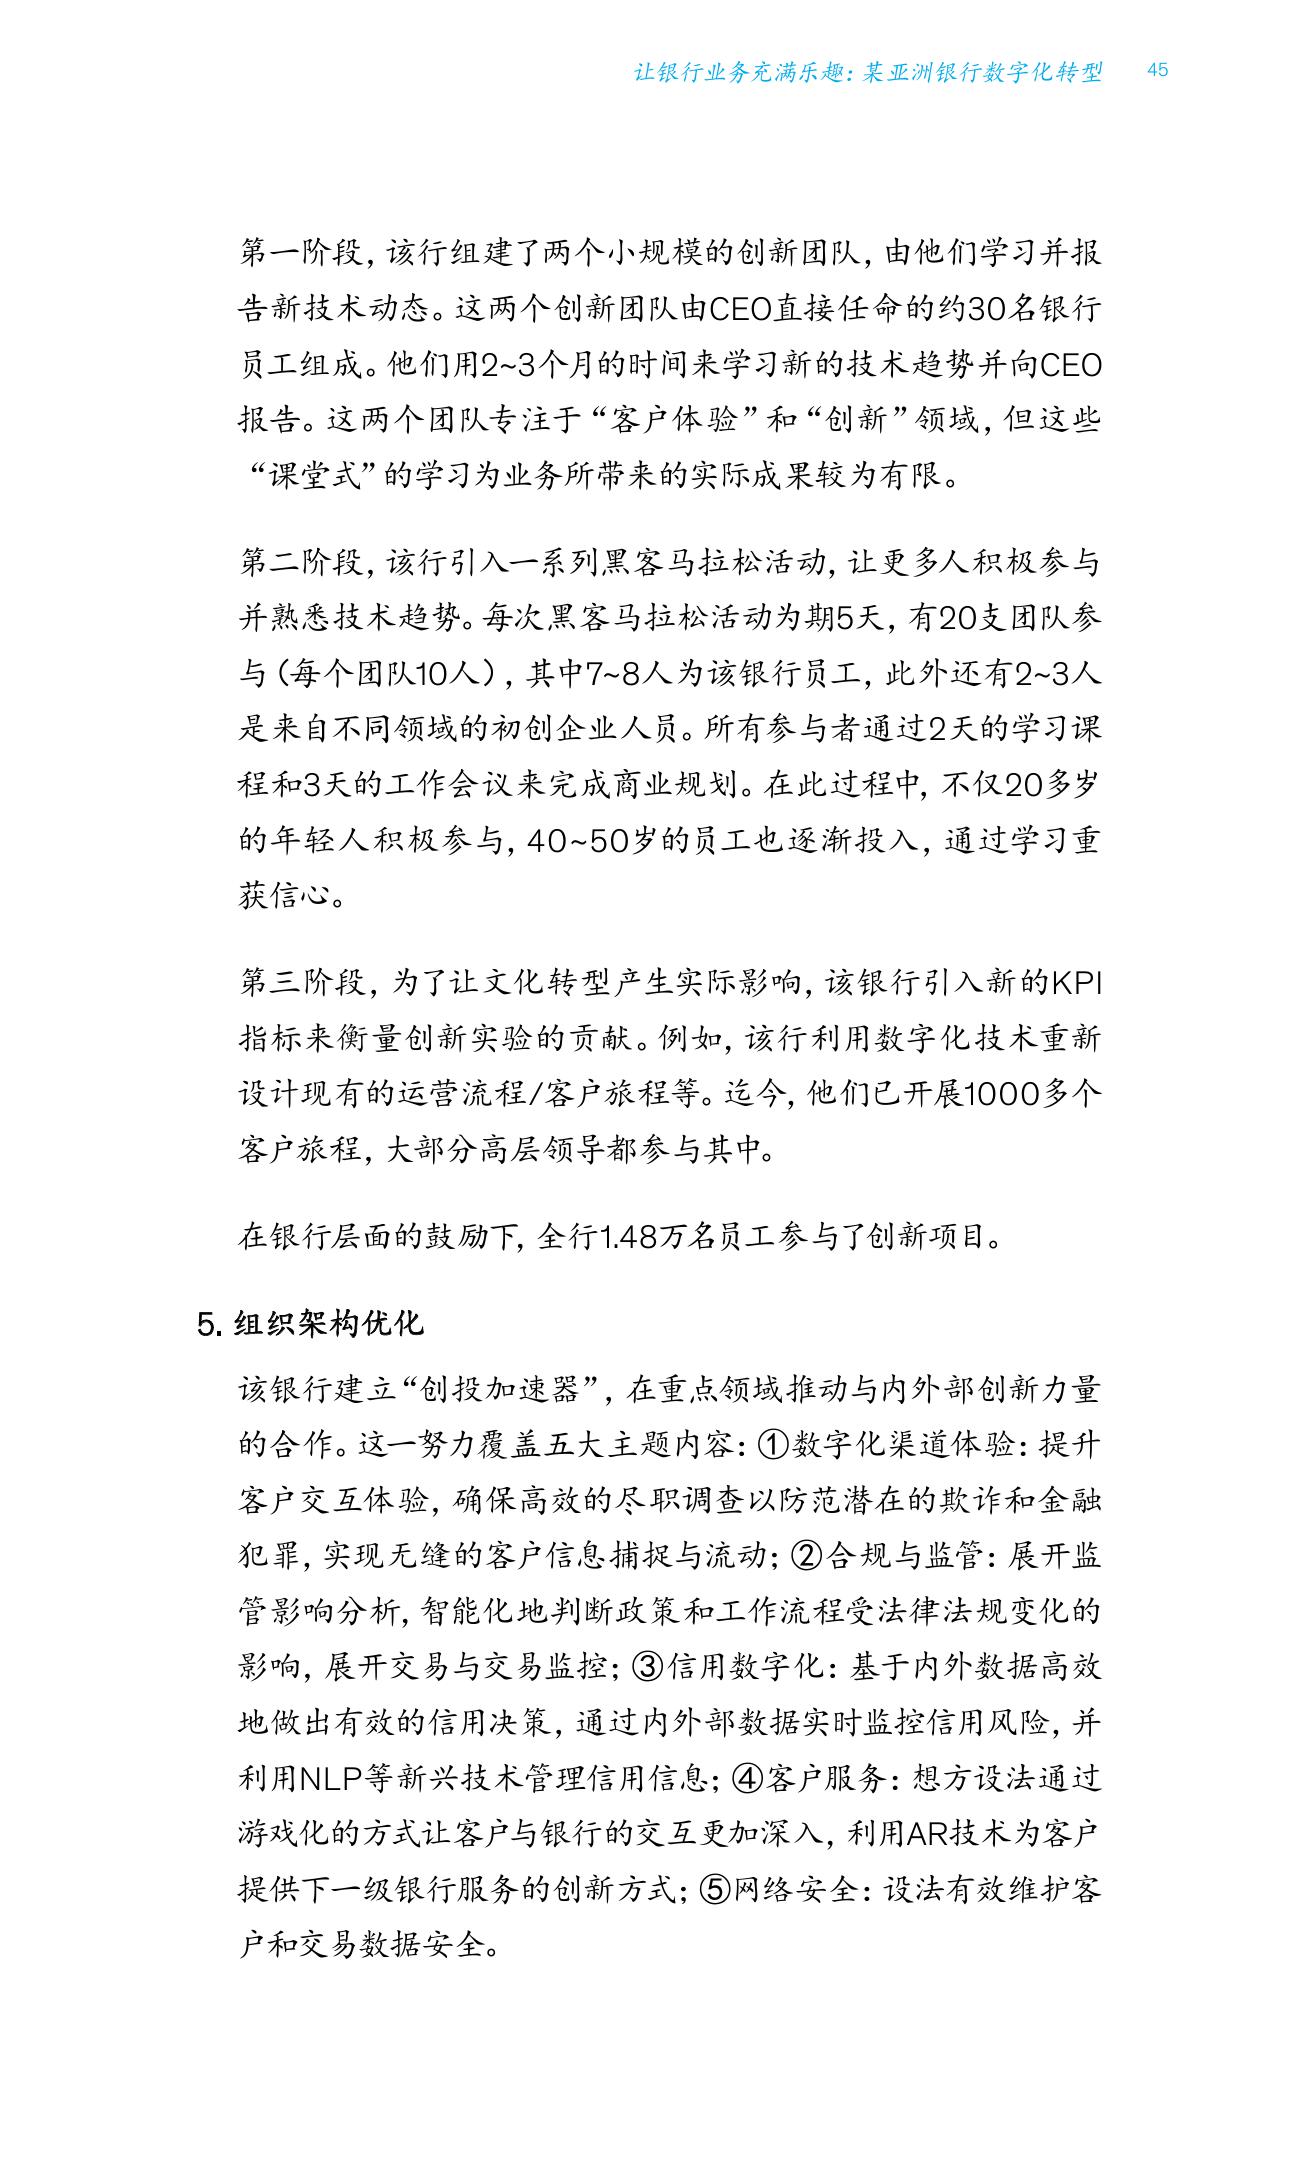 让银行业务充满乐趣：某亚洲银行数字化转型 45
第一阶段，该行组建了两个小规模的创新团队，由他们学习并报
告新技术动态。这两个创新团队由CEO直接任命的约30名银行
员工组成。他们用2~3个月的时间来学习新的技术趋势并向CEO
报告。这两个团队专注于“客户体验”和“创新”领域，但这些
“课堂式”的学习为业务所带来的实际成果较为有限。
第二阶段，该行引入一系列黑客马拉松活动，让更多人积极参与
并熟悉技术趋势。每次黑客马拉松活动为期5天，有20支团队参
与（每个团队10人），其中7~8人为该银行员工，此外还有2~3人
是来自不同领域的初创企业人员。所有参与者通过2天的学习课
程和3天的工作会议来完成商业规划。在此过程中，不仅20多岁
的年轻人积极参与，40~50岁的员工也逐渐投入，通过学习重
获信心。
第三阶段，为了让文化转型产生实际影响，该银行引入新的KPI
指标来衡量创新实验的贡献。例如，该行利用数字化技术重新
设计现有的运营流程/客户旅程等。迄今，他们已开展1000多个
客户旅程，大部分高层领导都参与其中。
在银行层面的鼓励下，全行1.48万名员工参与了创新项目。
5. 组织架构优化
该银行建立“创投加速器”，在重点领域推动与内外部创新力量
的合作。这一努力覆盖五大主题内容：①数字化渠道体验：提升
客户交互体验，确保高效的尽职调查以防范潜在的欺诈和金融
犯罪，实现无缝的客户信息捕捉与流动；②合规与监管：展开监
管影响分析，智能化地判断政策和工作流程受法律法规变化的
影响，展开交易与交易监控；③信用数字化：基于内外数据高效
地做出有效的信用决策，通过内外部数据实时监控信用风险，并
利用NLP等新兴技术管理信用信息；④客户服务：想方设法通过
游戏化的方式让客户与银行的交互更加深入，利用AR技术为客户
提供下一级银行服务的创新方式；⑤网络安全：设法有效维护客
户和交易数据安全。